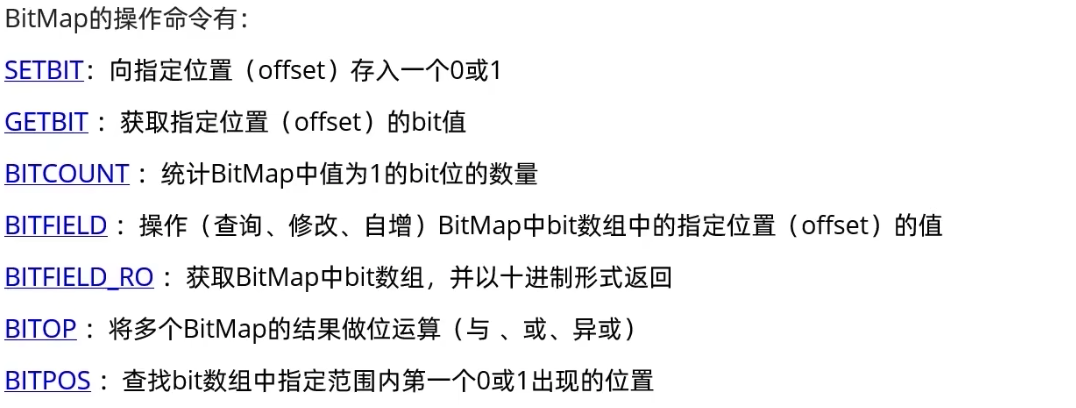 BitMap的操作命令有：
SETBIT：向指定位置（offset）存入一个0或1
GETBIT ：获取指定位置（offset）的bit值
BITCOUNT ：统计BitMap中值为1的bit位的数量
BITFIELD ：操作（查询、修改、自增）BitMap中bit数组中的指定位置（offset）的值
BITFIELD_RO ：获取BitMap中bit数组，并以十进制形式返回
BITOP ：将多个BitMap的结果做位运算（与 、或、异或）
BITPOS ：查找bit数组中指定范围内第一个0或1出现的位置